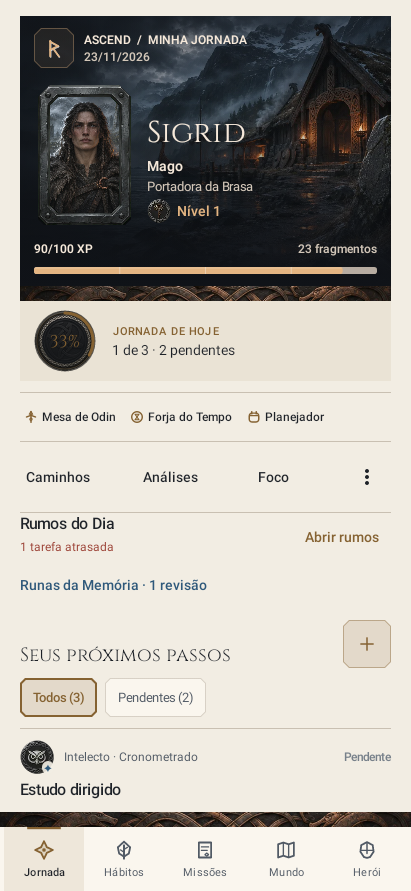 ASCEND / MINHA JORNADA
23/11/2026
SIGRID
Mago
Portadora da Brasa
Nível 1
90/100 XP
23 fragmentos
33%
JORNADA DE HOJE
1 de 3 · 2 pendentes
Mesa de Odin
Forja do Tempo
Planejador
Caminhos
Análises
Foco
Rumos do Dia
1 tarefa atrasada
Abrir rumos
Runas da Memória · 1 revisão
SEUS PRÓXIMOS PASSOS
Todos (3)
Pendentes (2)
Intelecto · Cronometrado
Pendente
Estudo dirigido
Jornada
Hábitos
Missões
Mundo
Herói